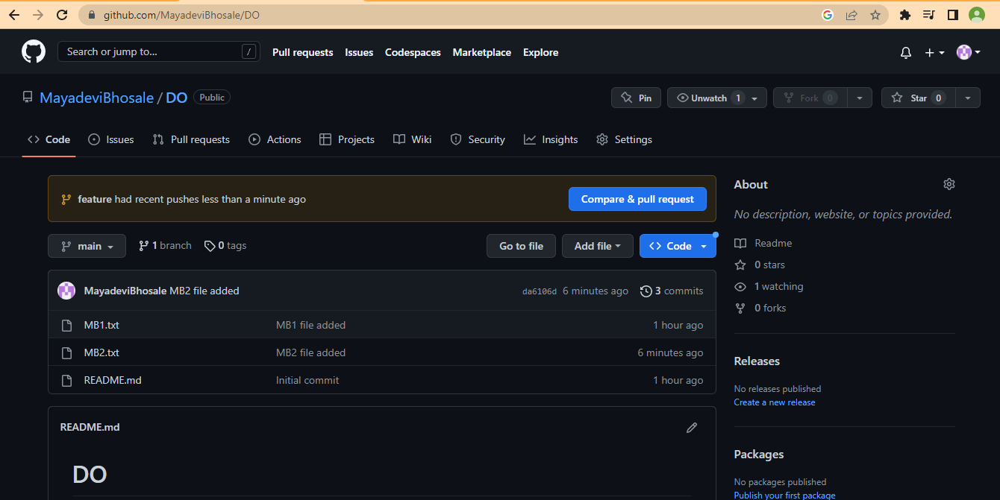 github.com/MayadeviBhosale/DO
Search or jump to... /
Pull requests Issues Codespaces Marketplace Explore
MayadeviBhosale / DO Public
Pin Unwatch 1 Fork 0 Star 0
Code Issues Pull requests Actions Projects Wiki Security Insights Settings
feature had recent pushes less than a minute ago Compare & pull request
main 1 branch 0 tags Go to file Add file Code
MayadeviBhosale MB2 file added da6106d 6 minutes ago 3 commits
MB1.txt MB1 file added 1 hour ago
MB2.txt MB2 file added 6 minutes ago
README.md Initial commit 1 hour ago
README.md
DO
About
No description, website, or topics provided.
Readme
0 stars
1 watching
0 forks
Releases
No releases published
Create a new release
Packages
No packages published
Publish your first package